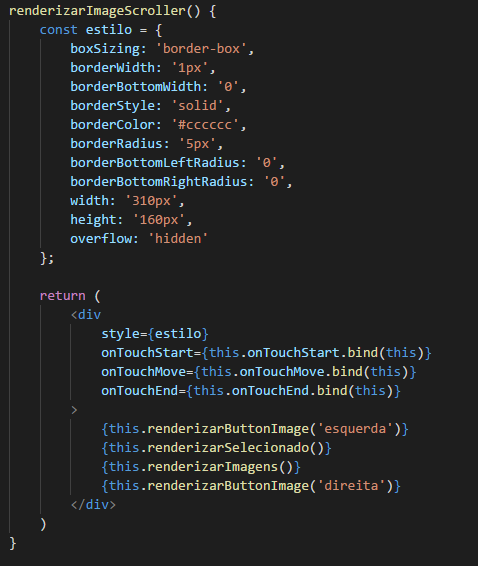 renderizarImageScroller() {
    const estilo = {
        boxSizing: 'border-box',
        borderWidth: '1px',
        borderBottomWidth: '0',
        borderStyle: 'solid',
        borderColor: '#cccccc',
        borderRadius: '5px',
        borderBottomLeftRadius: '0',
        borderBottomRightRadius: '0',
        width: '310px',
        height: '160px',
        overflow: 'hidden'
    };

    return (
        <div
            style={estilo}
            onTouchStart={this.onTouchStart.bind(this)}
            onTouchMove={this.onTouchMove.bind(this)}
            onTouchEnd={this.onTouchEnd.bind(this)}
        >
            {this.renderizarButtonImage('esquerda')}
            {this.renderizarSelecionado()}
            {this.renderizarImagens()}
            {this.renderizarButtonImage('direita')}
        </div>
    )
}